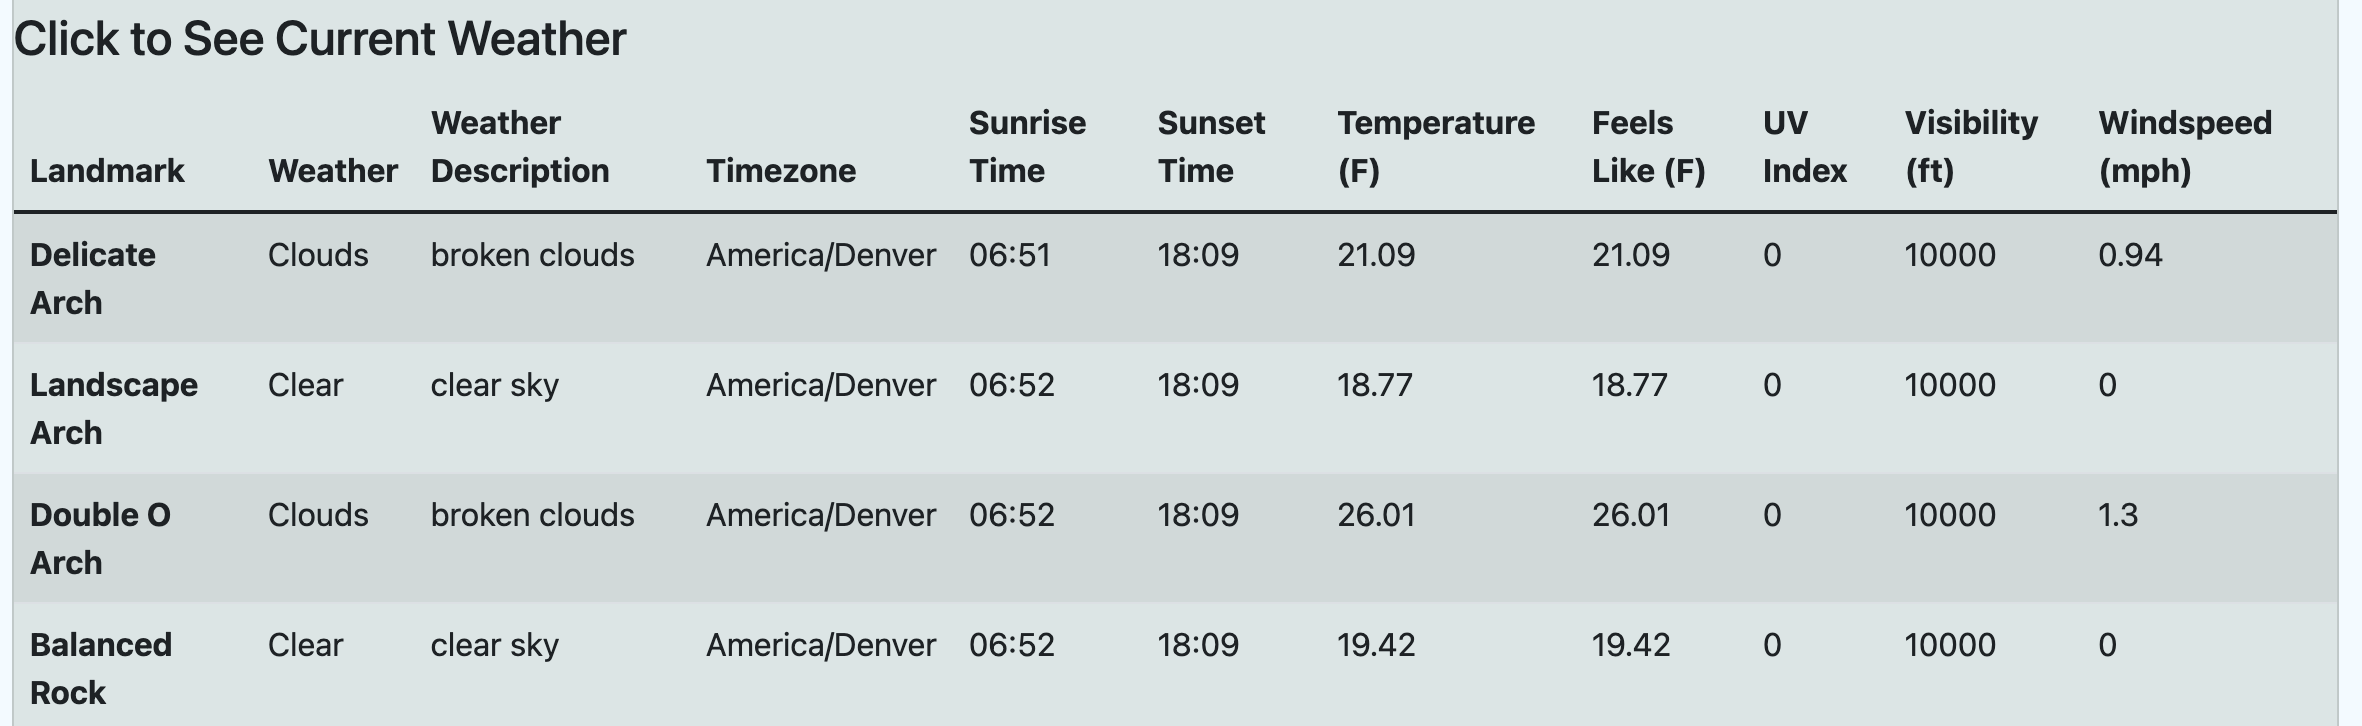 Click to See Current Weather
Landmark Weather Weather Description Timezone Sunrise Time Sunset Time Temperature (F) Feels Like (F) UV Index Visibility (ft) Windspeed (mph)
Delicate Arch Clouds broken clouds America/Denver 06:51 18:09 21.09 21.09 0 10000 0.94
Landscape Arch Clear clear sky America/Denver 06:52 18:09 18.77 18.77 0 10000 0
Double O Arch Clouds broken clouds America/Denver 06:52 18:09 26.01 26.01 0 10000 1.3
Balanced Rock Clear clear sky America/Denver 06:52 18:09 19.42 19.42 0 10000 0